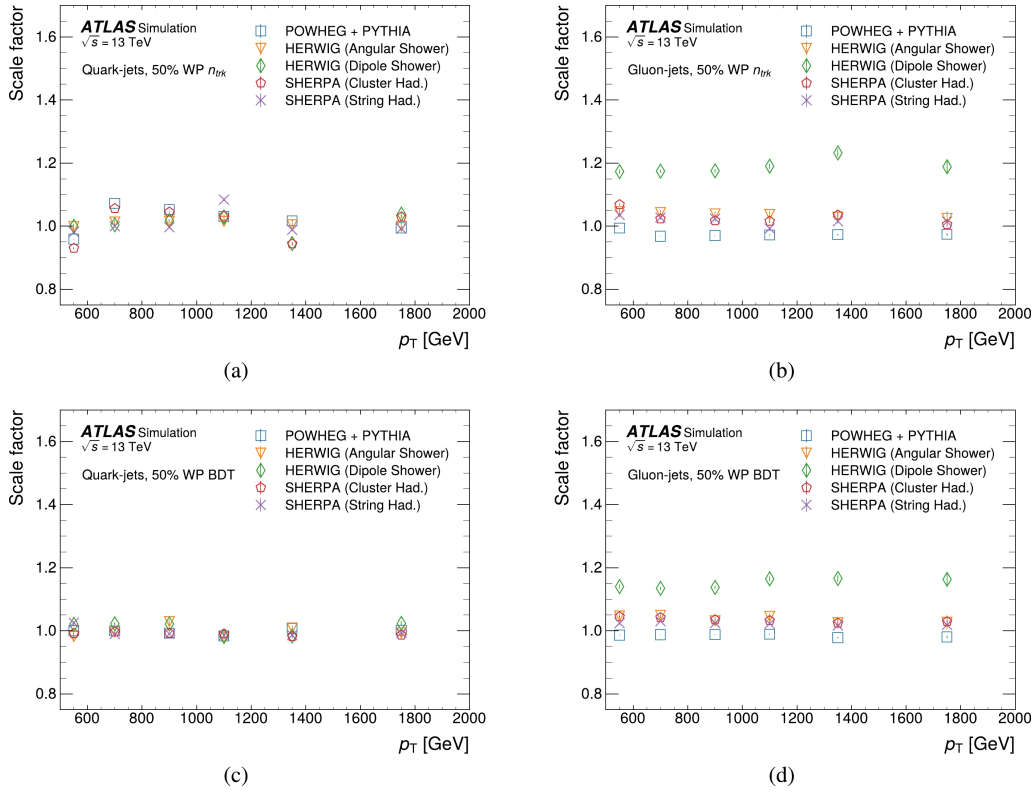 Scale factor
1.6
1.4
1.2
1.0
0.8
ATLAS Simulation
√s = 13 TeV
Quark-jets, 50% WP n_trk
POWHEG + PYTHIA
HERWIG (Angular Shower)
HERWIG (Dipole Shower)
SHERPA (Cluster Had.)
SHERPA (String Had.)
600 800 1000 1200 1400 1600 1800 2000
p_T [GeV]
(a)
Scale factor
1.6
1.4
1.2
1.0
0.8
ATLAS Simulation
√s = 13 TeV
Gluon-jets, 50% WP n_trk
POWHEG + PYTHIA
HERWIG (Angular Shower)
HERWIG (Dipole Shower)
SHERPA (Cluster Had.)
SHERPA (String Had.)
600 800 1000 1200 1400 1600 1800 2000
p_T [GeV]
(b)
Scale factor
1.6
1.4
1.2
1.0
0.8
ATLAS Simulation
√s = 13 TeV
Quark-jets, 50% WP BDT
POWHEG + PYTHIA
HERWIG (Angular Shower)
HERWIG (Dipole Shower)
SHERPA (Cluster Had.)
SHERPA (String Had.)
600 800 1000 1200 1400 1600 1800 2000
p_T [GeV]
(c)
Scale factor
1.6
1.4
1.2
1.0
0.8
ATLAS Simulation
√s = 13 TeV
Gluon-jets, 50% WP BDT
POWHEG + PYTHIA
HERWIG (Angular Shower)
HERWIG (Dipole Shower)
SHERPA (Cluster Had.)
SHERPA (String Had.)
600 800 1000 1200 1400 1600 1800 2000
p_T [GeV]
(d)